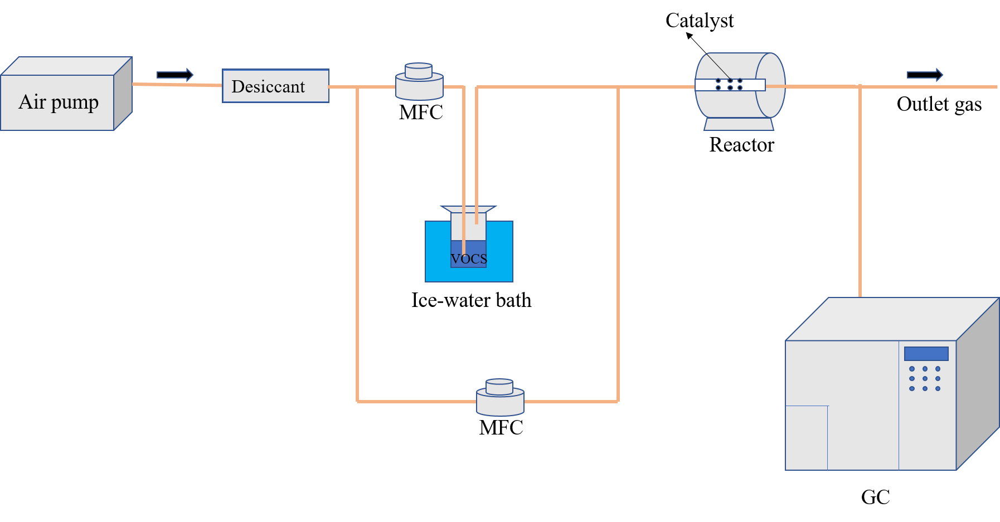 Catalyst
Air pump
Desiccant
MFC
Reactor
Outlet gas
VOCS
Ice-water bath
MFC
GC